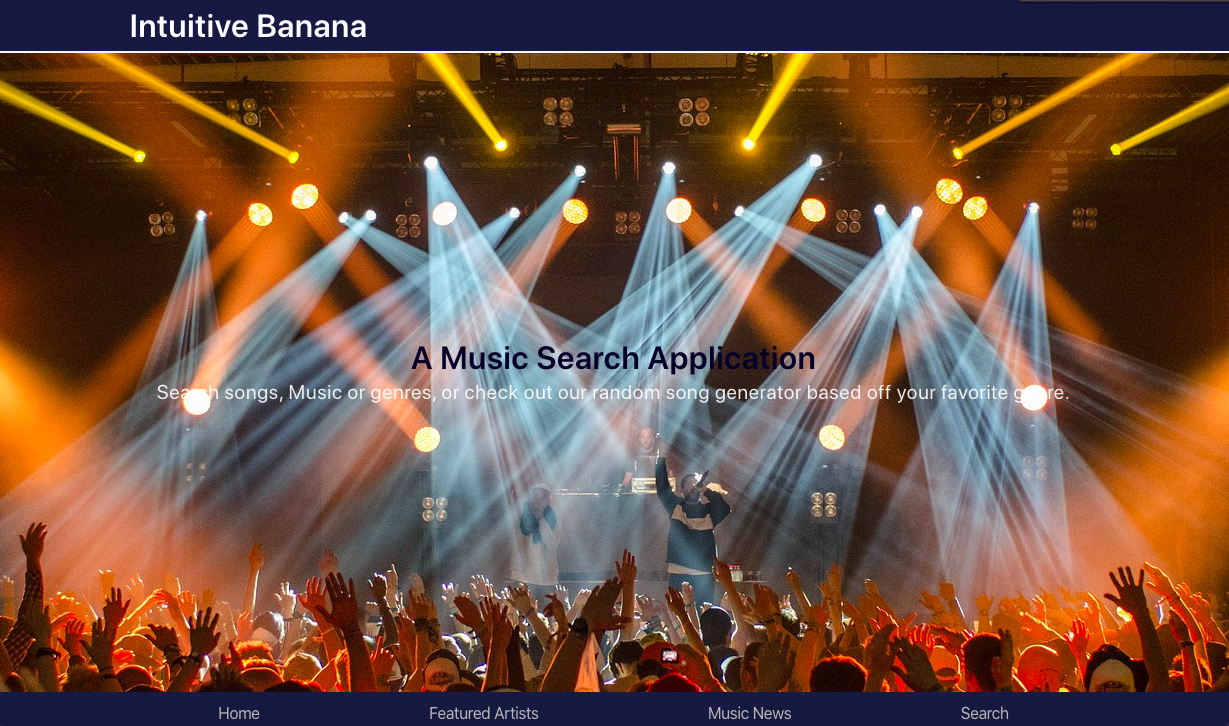 Intuitive Banana
A Music Search Application
Search songs, Music or genres, or check out our random song generator based off your favorite genre.
Home
Featured Artists
Music News
Search